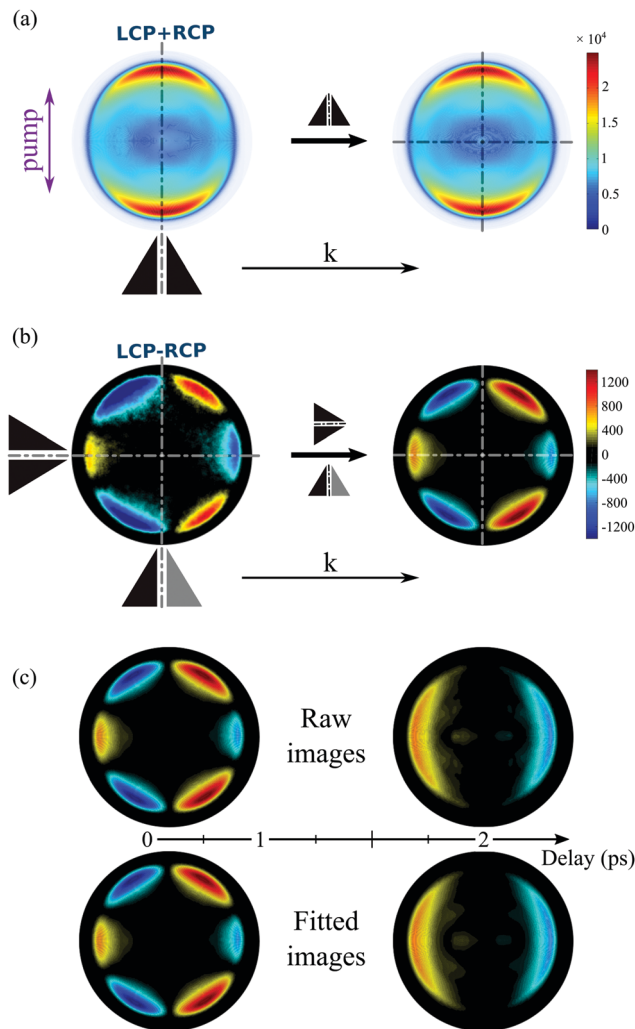 (a)
LCP+RCP
× 10⁴
2
1.5
1
0.5
0
pump
k
(b)
LCP-RCP
1200
800
400
0
-400
-800
-1200
k
(c)
Raw
images
0 1 2
Delay (ps)
Fitted
images